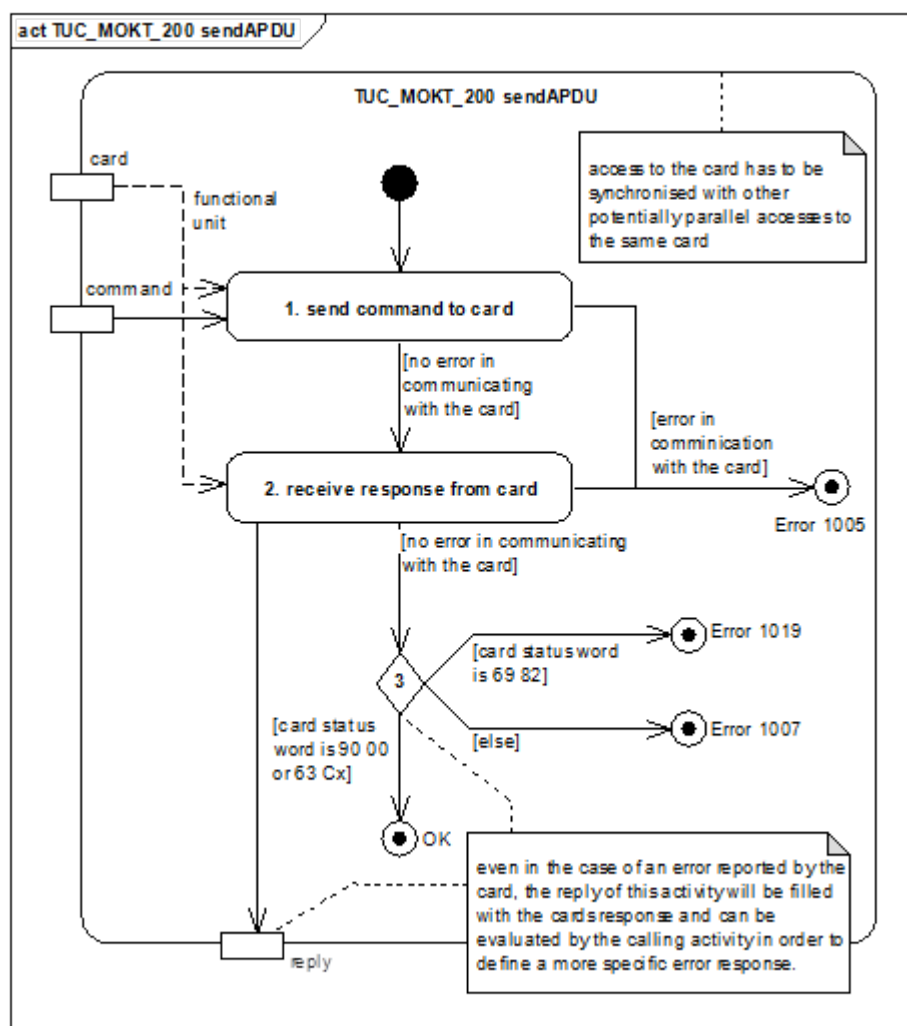 act TUC_MOKT_200 sendAPDU
TUC_MOKT_200 sendAPDU
card
functional
unit
access to the card has to be
synchronised with other
potentially parallel accesses to
the same card
command
1. send command to card
[no error in
communicating
with the card]
[error in
comminication
with the card]
2. receive response from card
Error 1005
[no error in communicating
with the card]
Error 1019
[card status word
is 69 82]
3
[card status
word is 90 00
or 63 Cx]
[else]
Error 1007
OK
even in the case of an error reported by the
card, the reply of this activity will be filled
with the cards response and can be
evaluated by the calling activity in order to
define a more specific error response.
reply